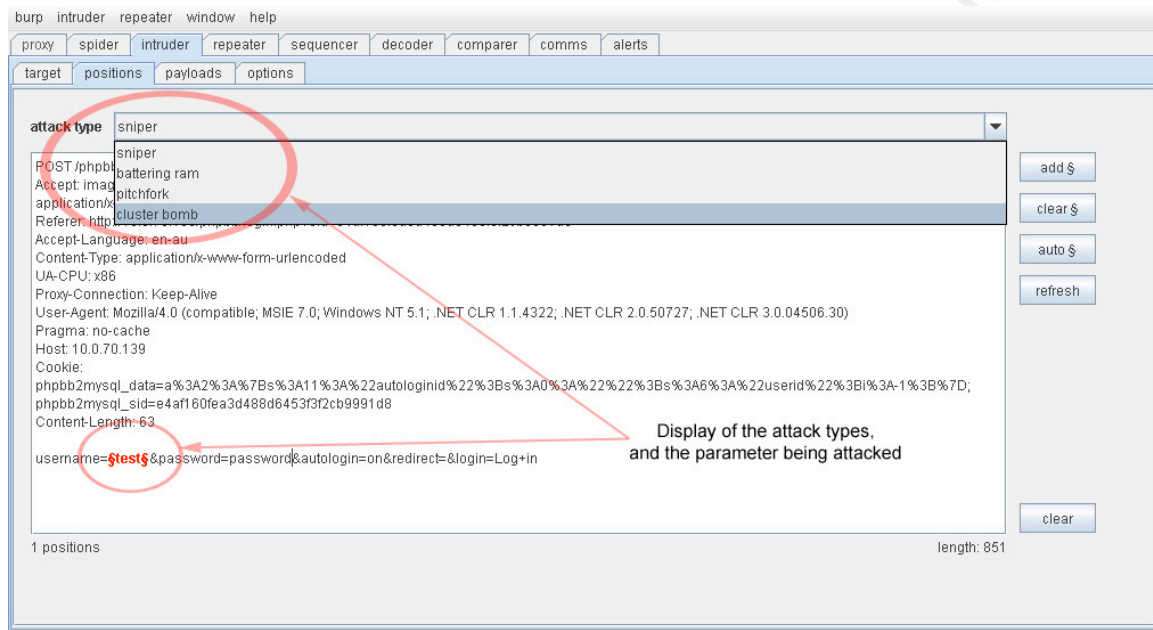 burp intruder repeater window help
proxy spider intruder repeater sequencer decoder comparer comms alerts
target positions payloads options
attack type sniper
sniper
battering ram
pitchfork
cluster bomb
POST /phpbb
Accept: imag
application/x
Referer: http
Accept-Language: en-au
Content-Type: application/x-www-form-urlencoded
UA-CPU: x86
Proxy-Connection: Keep-Alive
User-Agent: Mozilla/4.0 (compatible; MSIE 7.0; Windows NT 5.1; .NET CLR 1.1.4322; .NET CLR 2.0.50727; .NET CLR 3.0.04506.30)
Pragma: no-cache
Host: 10.0.70.139
Cookie:
phpbb2mysql_data=a%3A2%3A%7Bs%3A11%3A%22autologinid%22%3Bs%3A0%3A%22%22%3Bs%3A6%3A%22userid%22%3Bi%3A-1%3B%7D;
phpbb2mysql_sid=e4af160fea3d488d6453f3f2cb9991d8
Content-Length: 63
username=§test§&password=password&autologin=on&redirect=&login=Log+in
add §
clear §
auto §
refresh
Display of the attack types,
and the parameter being attacked
clear
1 positions
length: 851